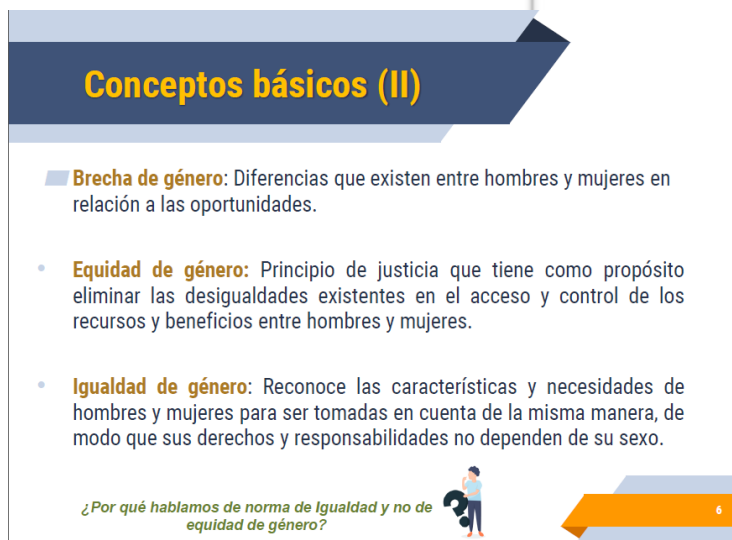 Conceptos básicos (II)
Brecha de género: Diferencias que existen entre hombres y mujeres en
relación a las oportunidades.
• Equidad de género: Principio de justicia que tiene como propósito
eliminar las desigualdades existentes en el acceso y control de los
recursos y beneficios entre hombres y mujeres.
• Igualdad de género: Reconoce las características y necesidades de
hombres y mujeres para ser tomadas en cuenta de la misma manera, de
modo que sus derechos y responsabilidades no dependen de su sexo.
¿Por qué hablamos de norma de Igualdad y no de
equidad de género?
?
6